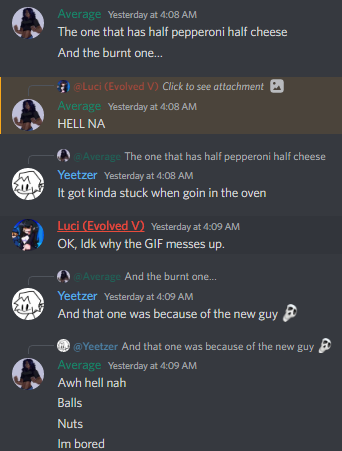 Average Yesterday at 4:08 AM
The one that has half pepperoni half cheese
And the burnt one...
@Luci (Evolved V) Click to see attachment
Average Yesterday at 4:08 AM
HELL NA
@Average The one that has half pepperoni half cheese
Yeetzer Yesterday at 4:08 AM
It got kinda stuck when goin in the oven
Luci (Evolved V) Yesterday at 4:09 AM
OK, Idk why the GIF messes up.
@Average And the burnt one...
Yeetzer Yesterday at 4:09 AM
And that one was because of the new guy
@Yeetzer And that one was because of the new guy
Average Yesterday at 4:09 AM
Awh hell nah
Balls
Nuts
Im bored